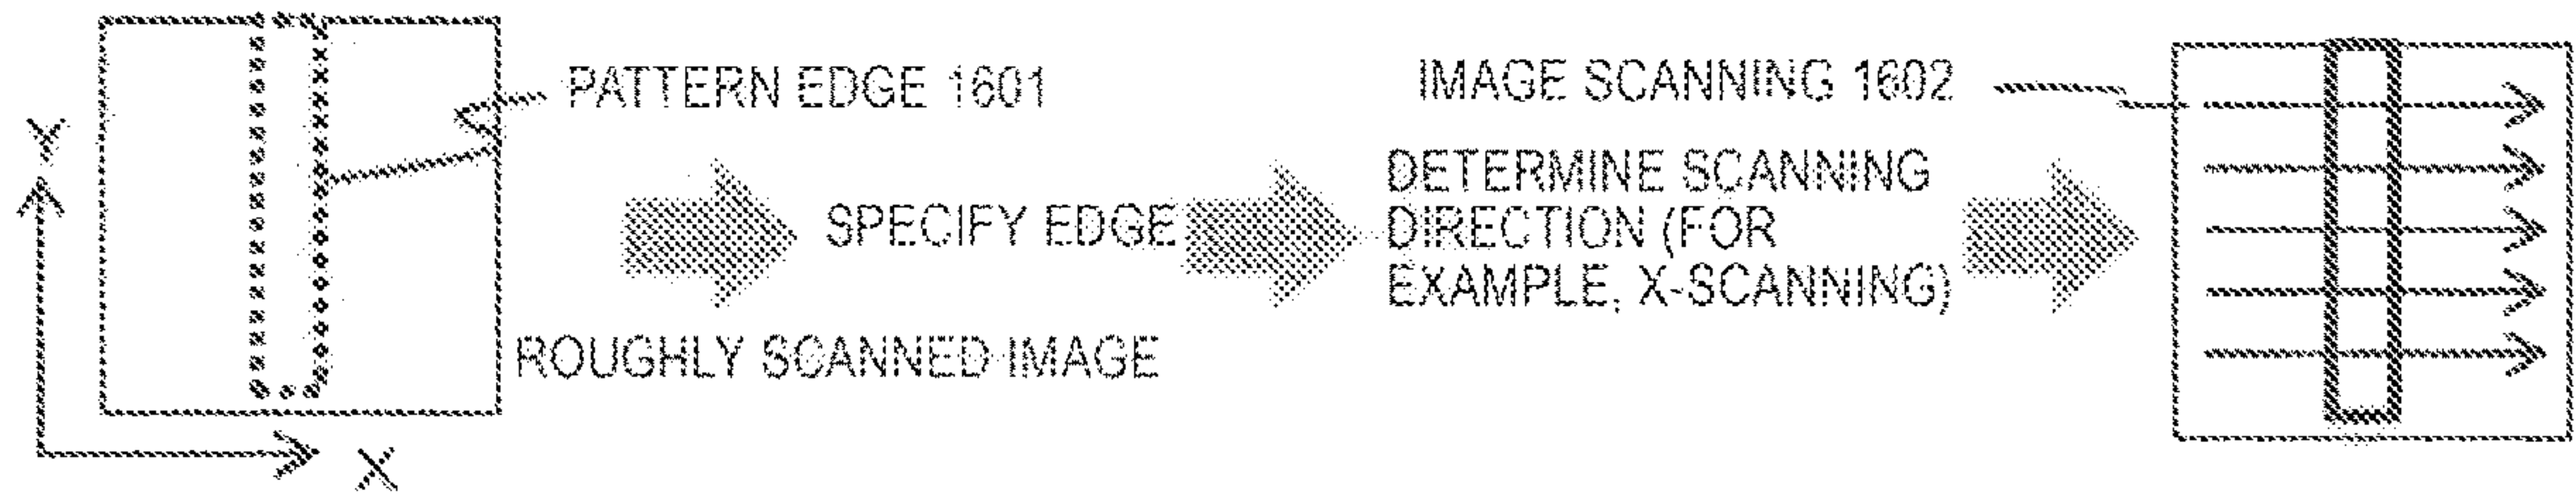 PATTERN EDGE 1601
Y
X
ROUGHLY SCANNED IMAGE
SPECIFY EDGE
IMAGE SCANNING 1602
DETERMINE SCANNING
DIRECTION (FOR
EXAMPLE, X-SCANNING)